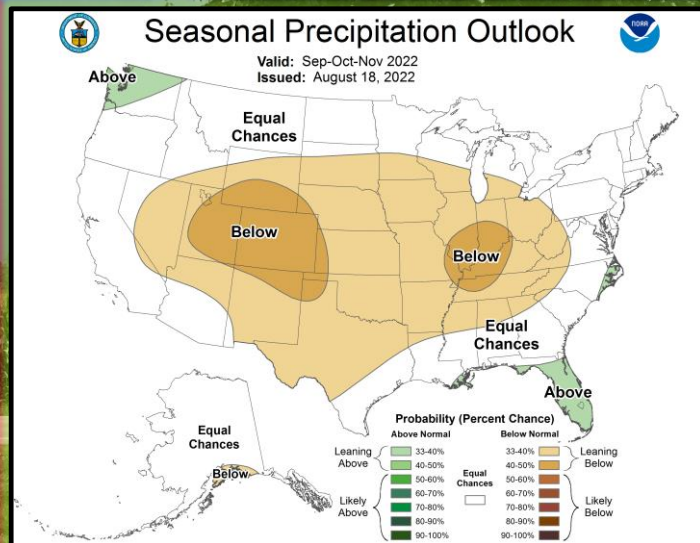 Seasonal Precipitation Outlook
NOAA
Valid: Sep-Oct-Nov 2022
Issued: August 18, 2022
Above
Equal
Chances
Below
Below
Equal
Chances
Above
Equal
Chances
Below
Probability (Percent Chance)
Above Normal
Below Normal
Leaning
Above
33-40%
40-50%
Likely
Above
50-60%
60-70%
70-80%
80-90%
90-100%
Equal
Chances
33-40%
40-50%
Leaning
Below
50-60%
60-70%
70-80%
80-90%
90-100%
Likely
Below